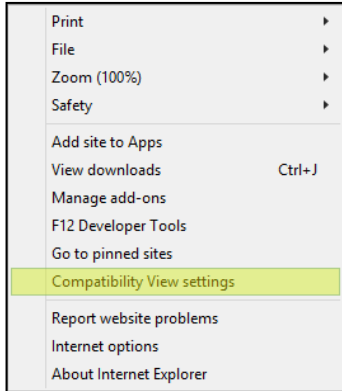 Print
File
Zoom (100%)
Safety
Add site to Apps
View downloads Ctrl+J
Manage add-ons
F12 Developer Tools
Go to pinned sites
Compatibility View settings
Report website problems
Internet options
About Internet Explorer